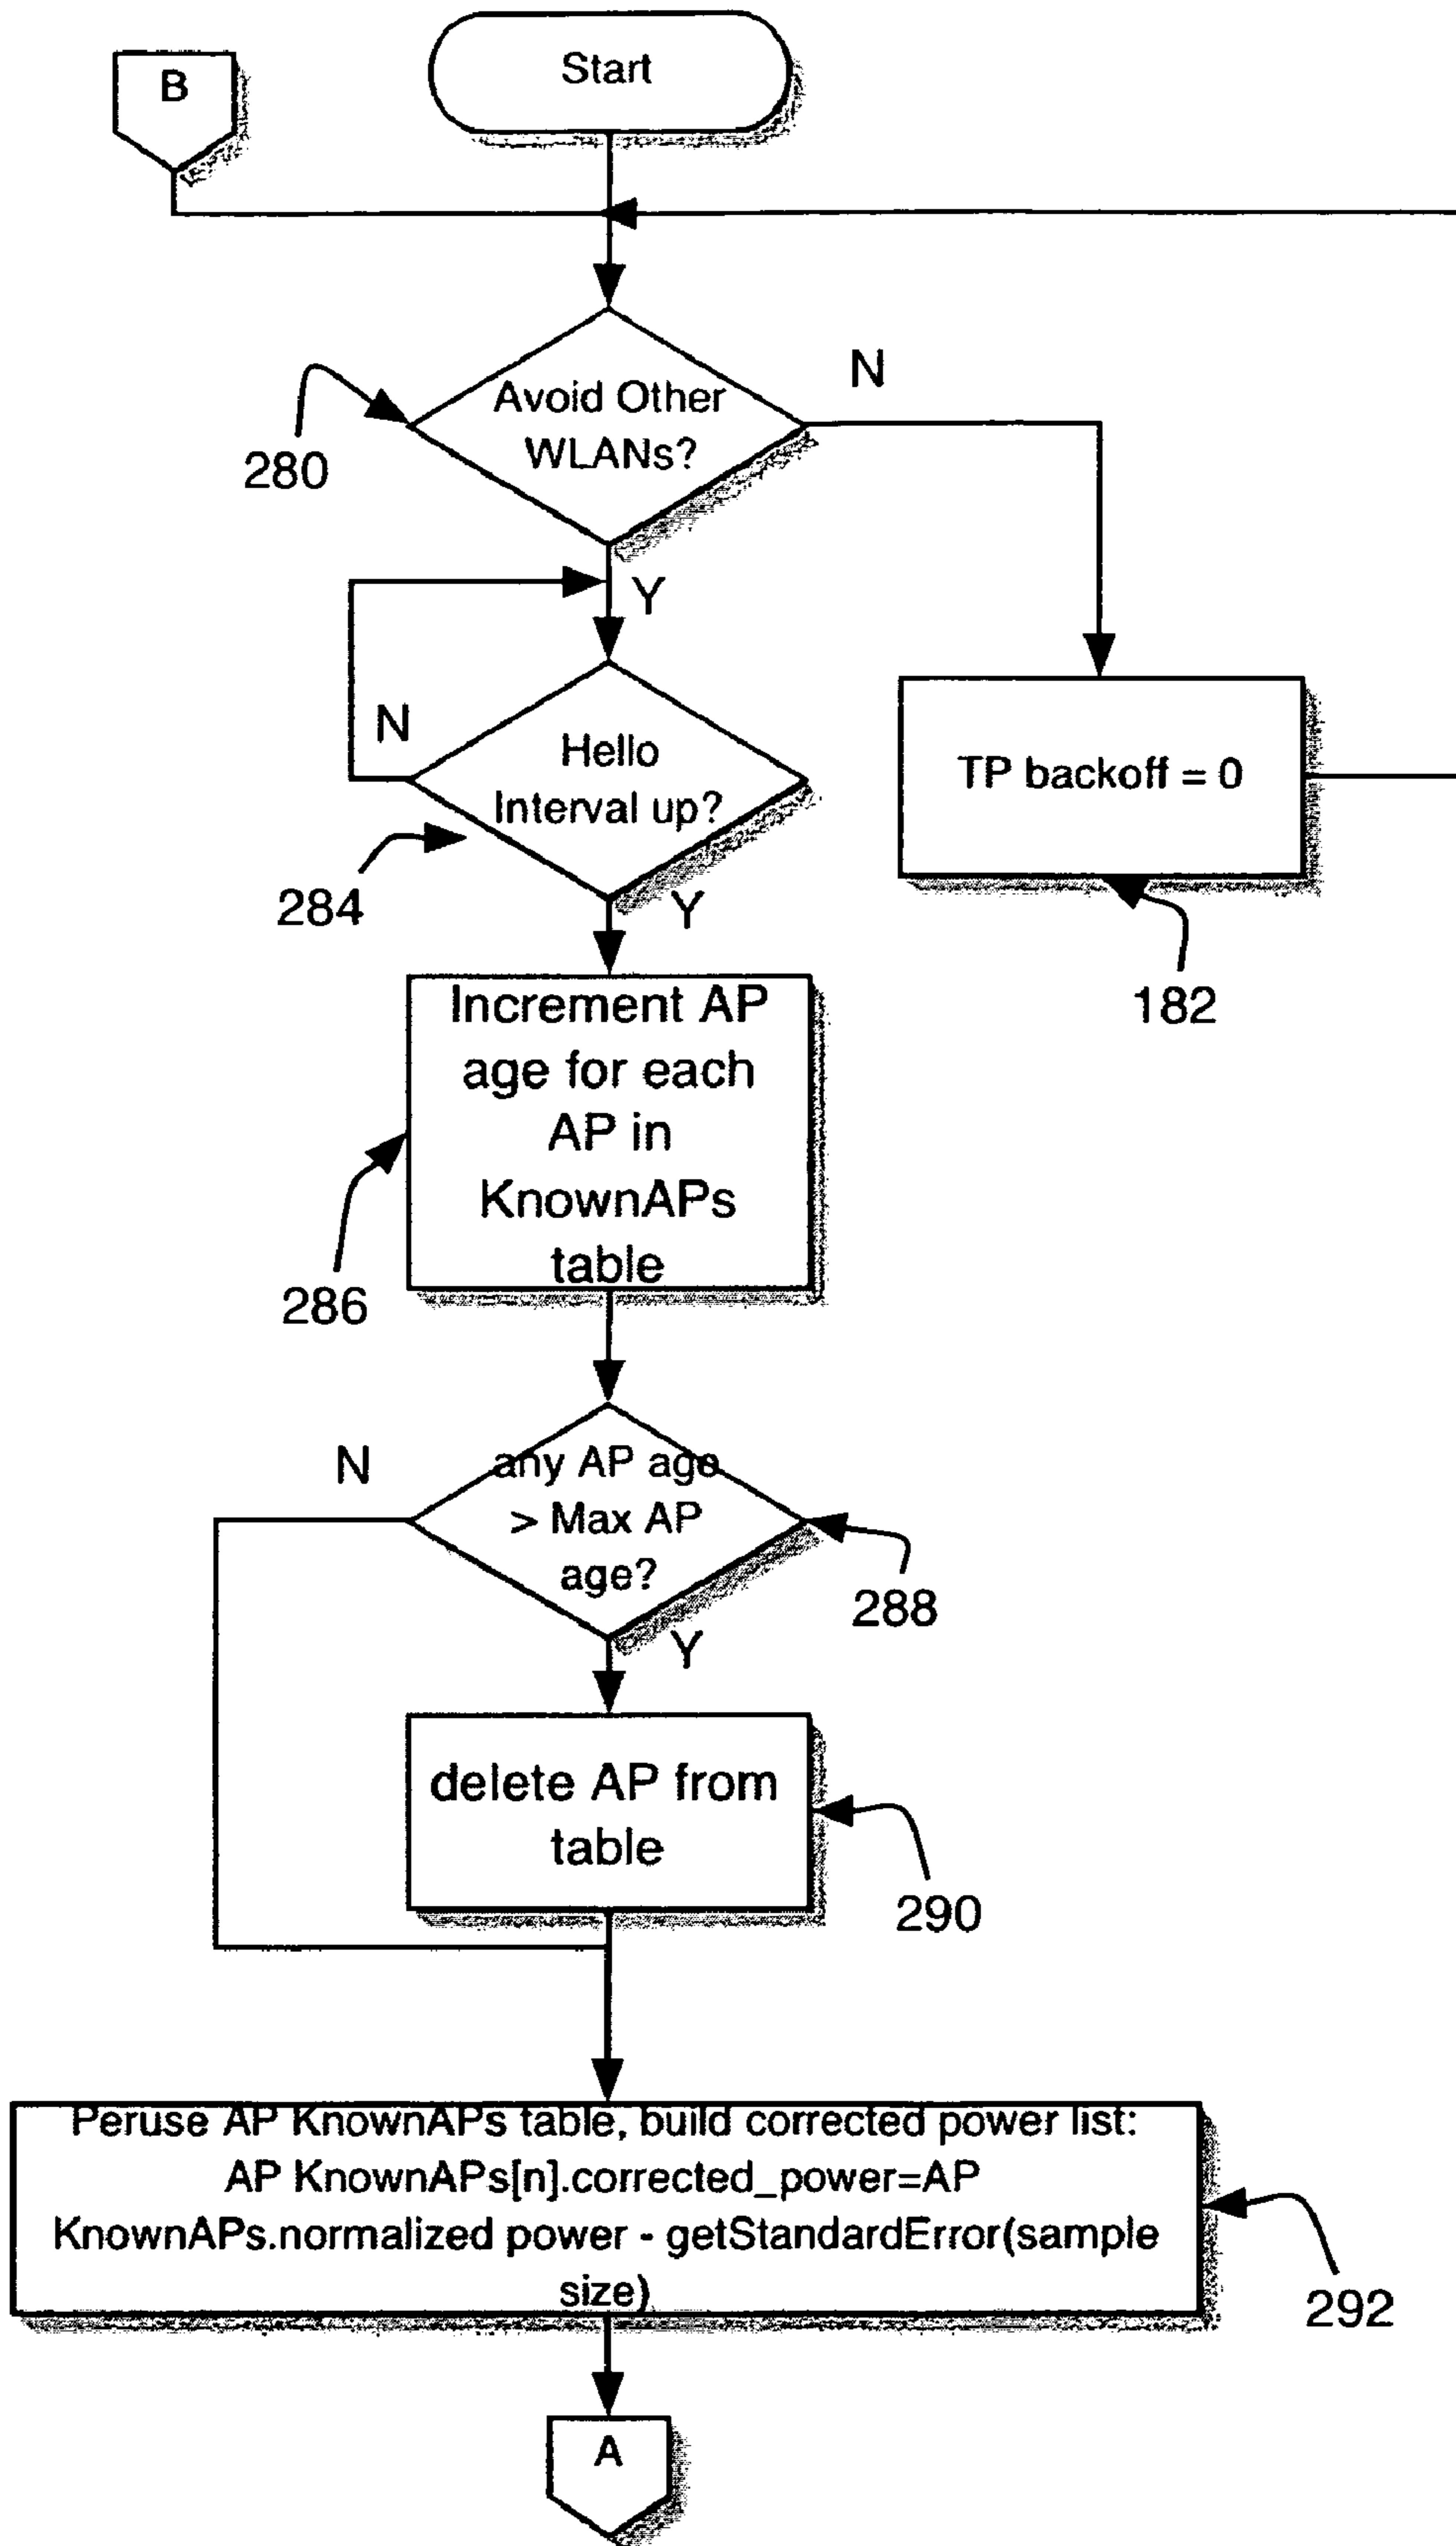 B
Start
Avoid Other
WLANs?
N
280
Y
N
Hello
Interval up?
TP backoff = 0
284
Y
182
Increment AP
age for each
AP in
KnownAPs
table
286
N
any AP age
> Max AP
age?
288
Y
delete AP from
table
290
Peruse AP KnownAPs table, build corrected power list:
AP KnownAPs[n].corrected_power=AP
KnownAPs.normalized power - getStandardError(sample
size)
292
A